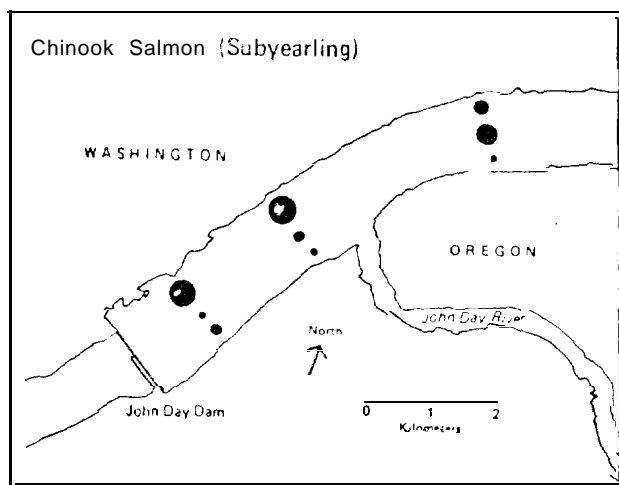 Chinook Salmon (Subyearling)
WASHINGTON
OREGON
John Day River
North
John Day Dam
0 1 2
Kilometers